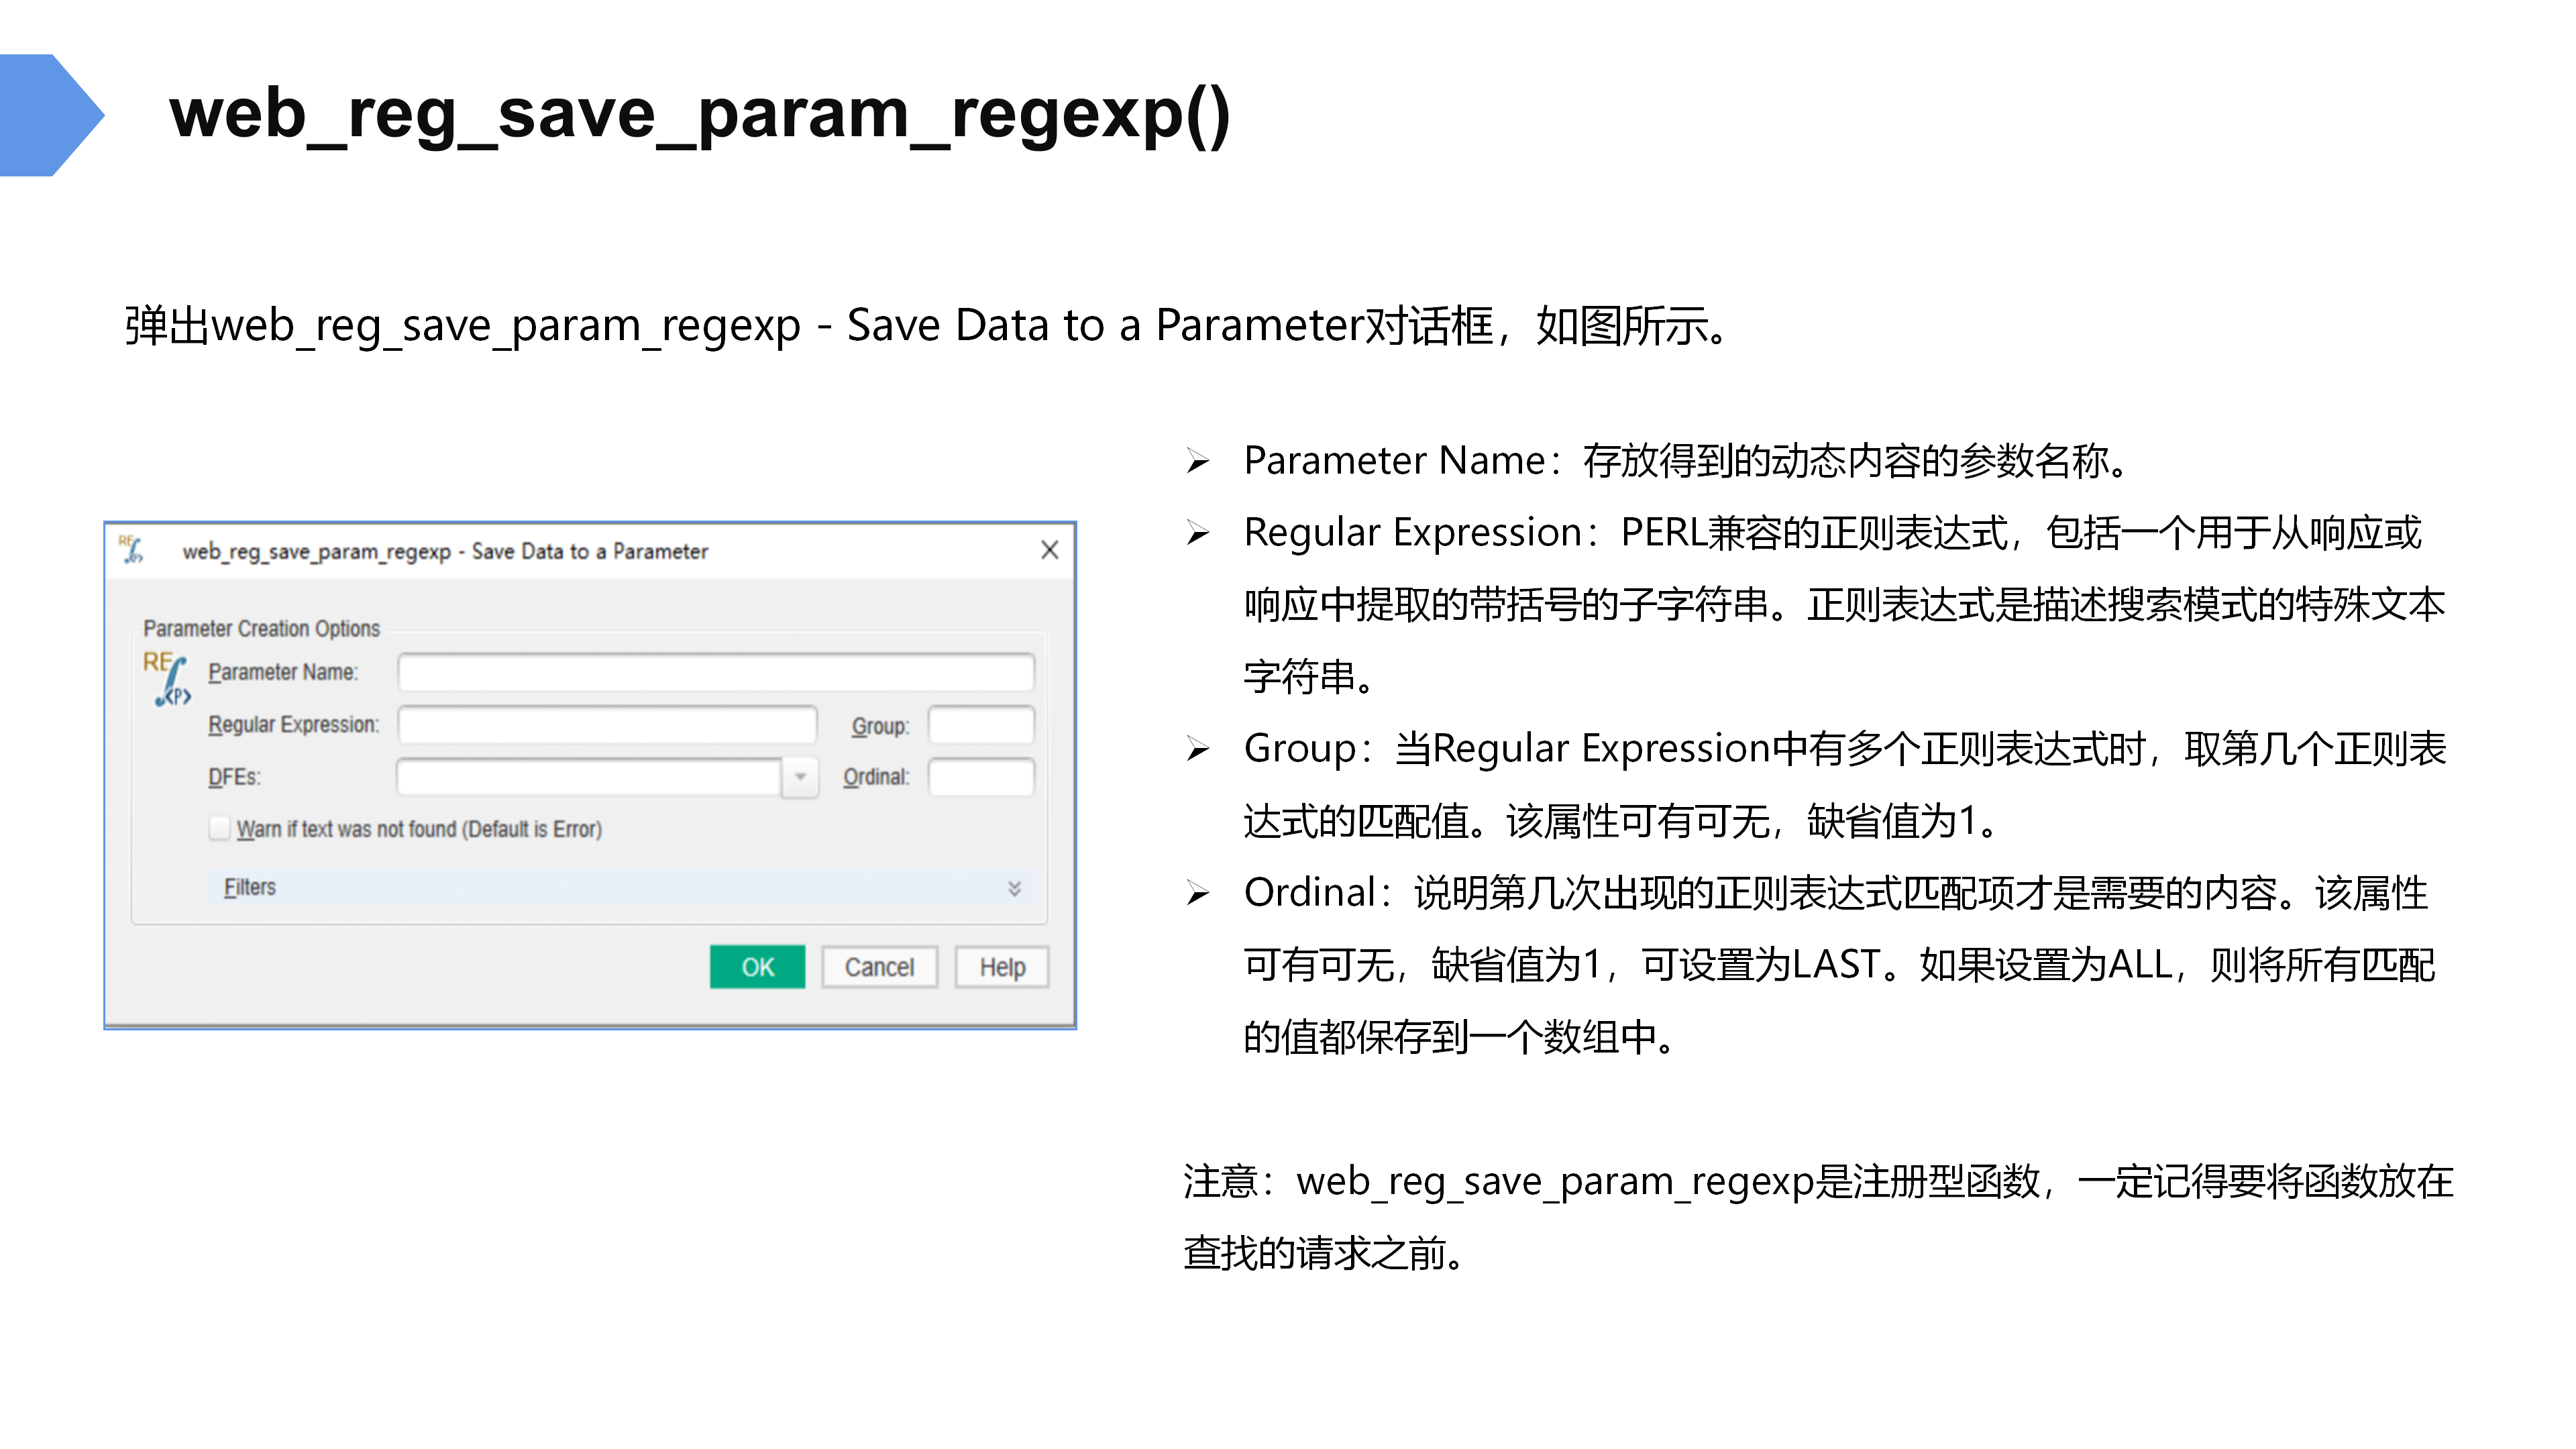 web_reg_save_param_regexp()
弹出web_reg_save_param_regexp - Save Data to a Parameter对话框，如图所示。
web_reg_save_param_regexp - Save Data to a Parameter
Parameter Creation Options
Parameter Name:
Regular Expression:
Group:
DFEs:
Ordinal:
Warn if text was not found (Default is Error)
Filters
OK
Cancel
Help
Parameter Name：存放得到的动态内容的参数名称。
Regular Expression：PERL兼容的正则表达式，包括一个用于从响应或
响应中提取的带括号的子字符串。正则表达式是描述搜索模式的特殊文本
字符串。
Group：当Regular Expression中有多个正则表达式时，取第几个正则表
达式的匹配值。该属性可有可无，缺省值为1。
Ordinal：说明第几次出现的正则表达式匹配项才是需要的内容。该属性
可有可无，缺省值为1，可设置为LAST。如果设置为ALL，则将所有匹配
的值都保存到一个数组中。
注意：web_reg_save_param_regexp是注册型函数，一定记得要将函数放在
查找的请求之前。